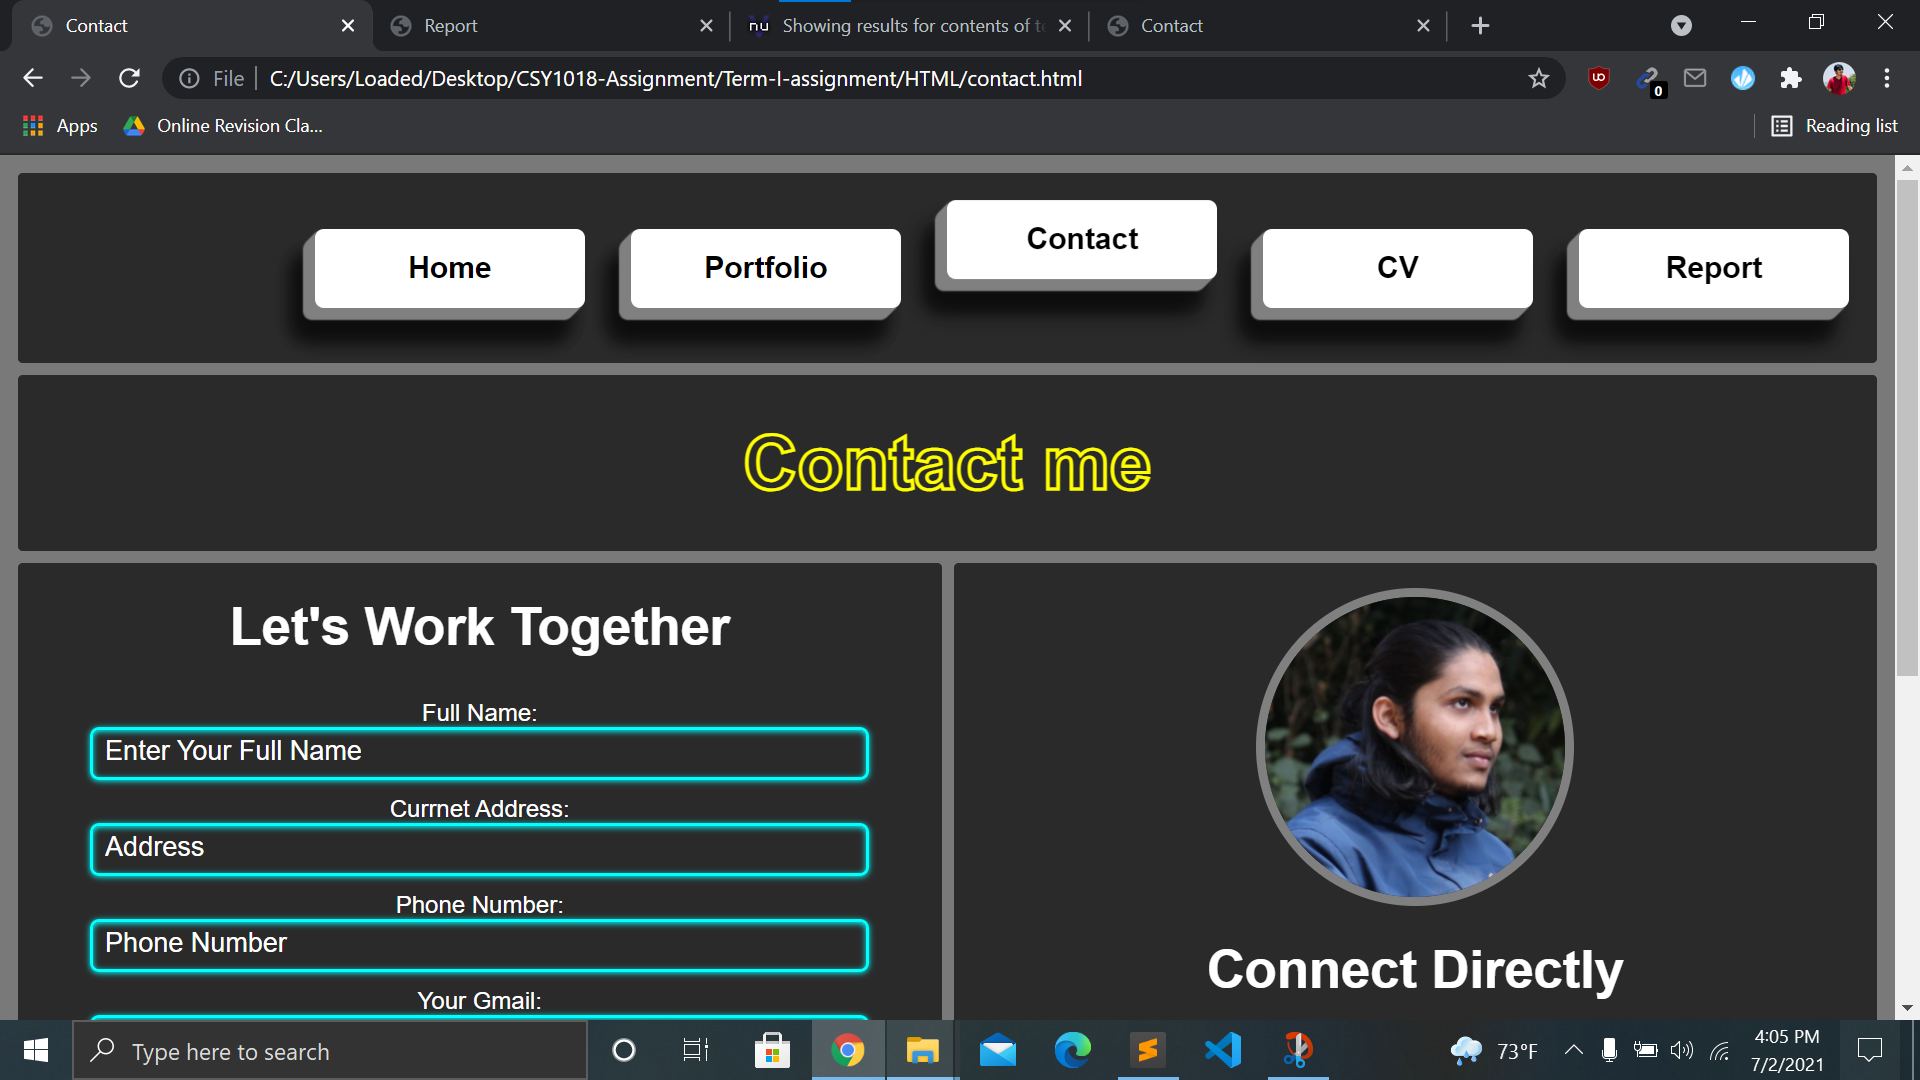 Contact
Report
Showing results for contents of te
Contact
File
C:/Users/Loaded/Desktop/CSY1018-Assignment/Term-I-assignment/HTML/contact.html
0
Apps
Online Revision Cla...
Reading list
Home
Portfolio
Contact
CV
Report
Contact me
Let's Work Together
Full Name:
Enter Your Full Name
Currnet Address:
Address
Phone Number:
Phone Number
Your Gmail:
Connect Directly
Type here to search
73°F
4:05 PM
7/2/2021